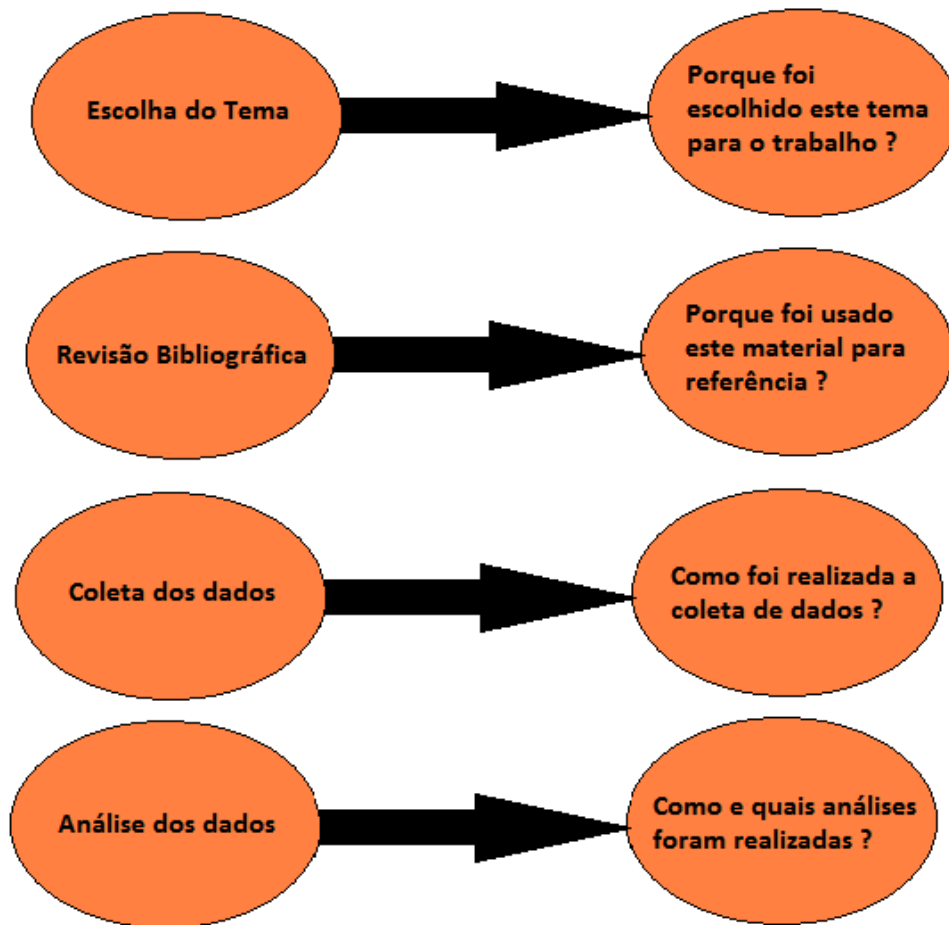 Escolha do Tema
Porque foi
escolhido este tema
para o trabalho ?
Revisão Bibliográfica
Porque foi usado
este material para
referência ?
Coleta dos dados
Como foi realizada a
coleta de dados ?
Análise dos dados
Como e quais análises
foram realizadas ?